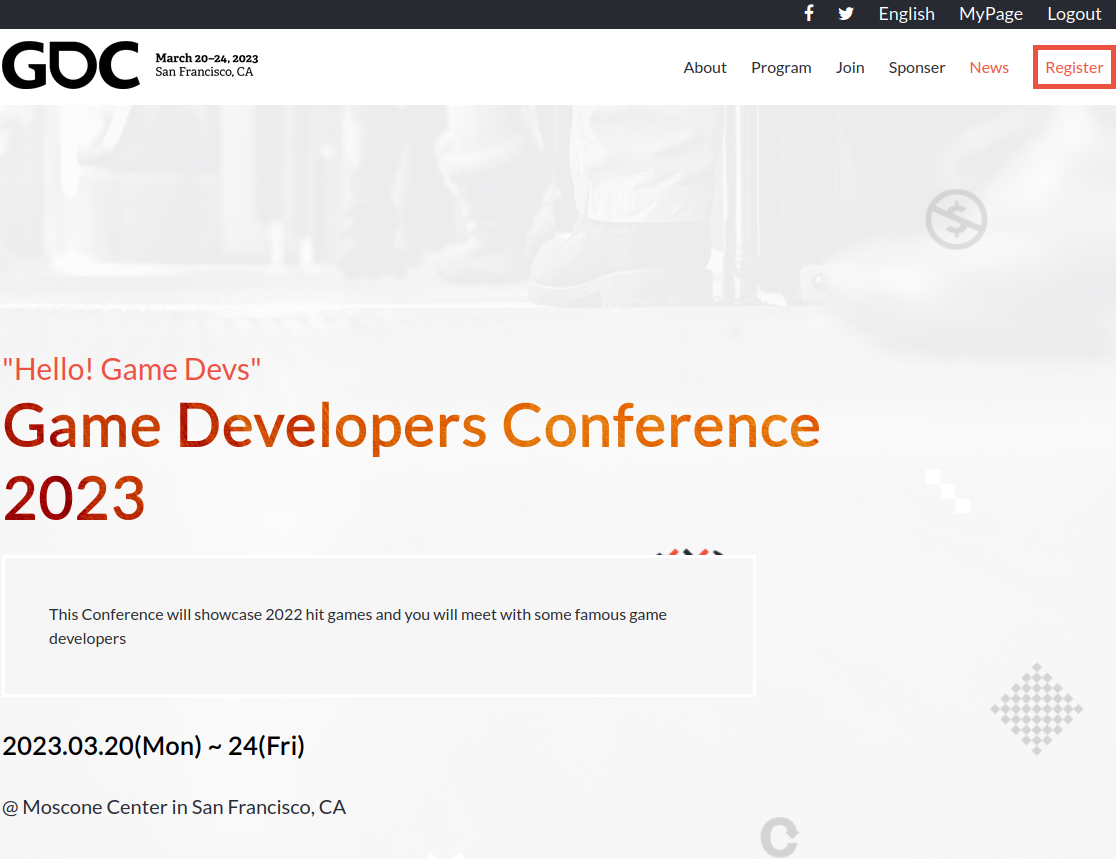 English MyPage Logout
GDC
March 20–24, 2023
San Francisco, CA
About Program Join Sponser News Register
"Hello! Game Devs"
Game Developers Conference
2023
This Conference will showcase 2022 hit games and you will meet with some famous game
developers
2023.03.20(Mon) ~ 24(Fri)
@ Moscone Center in San Francisco, CA